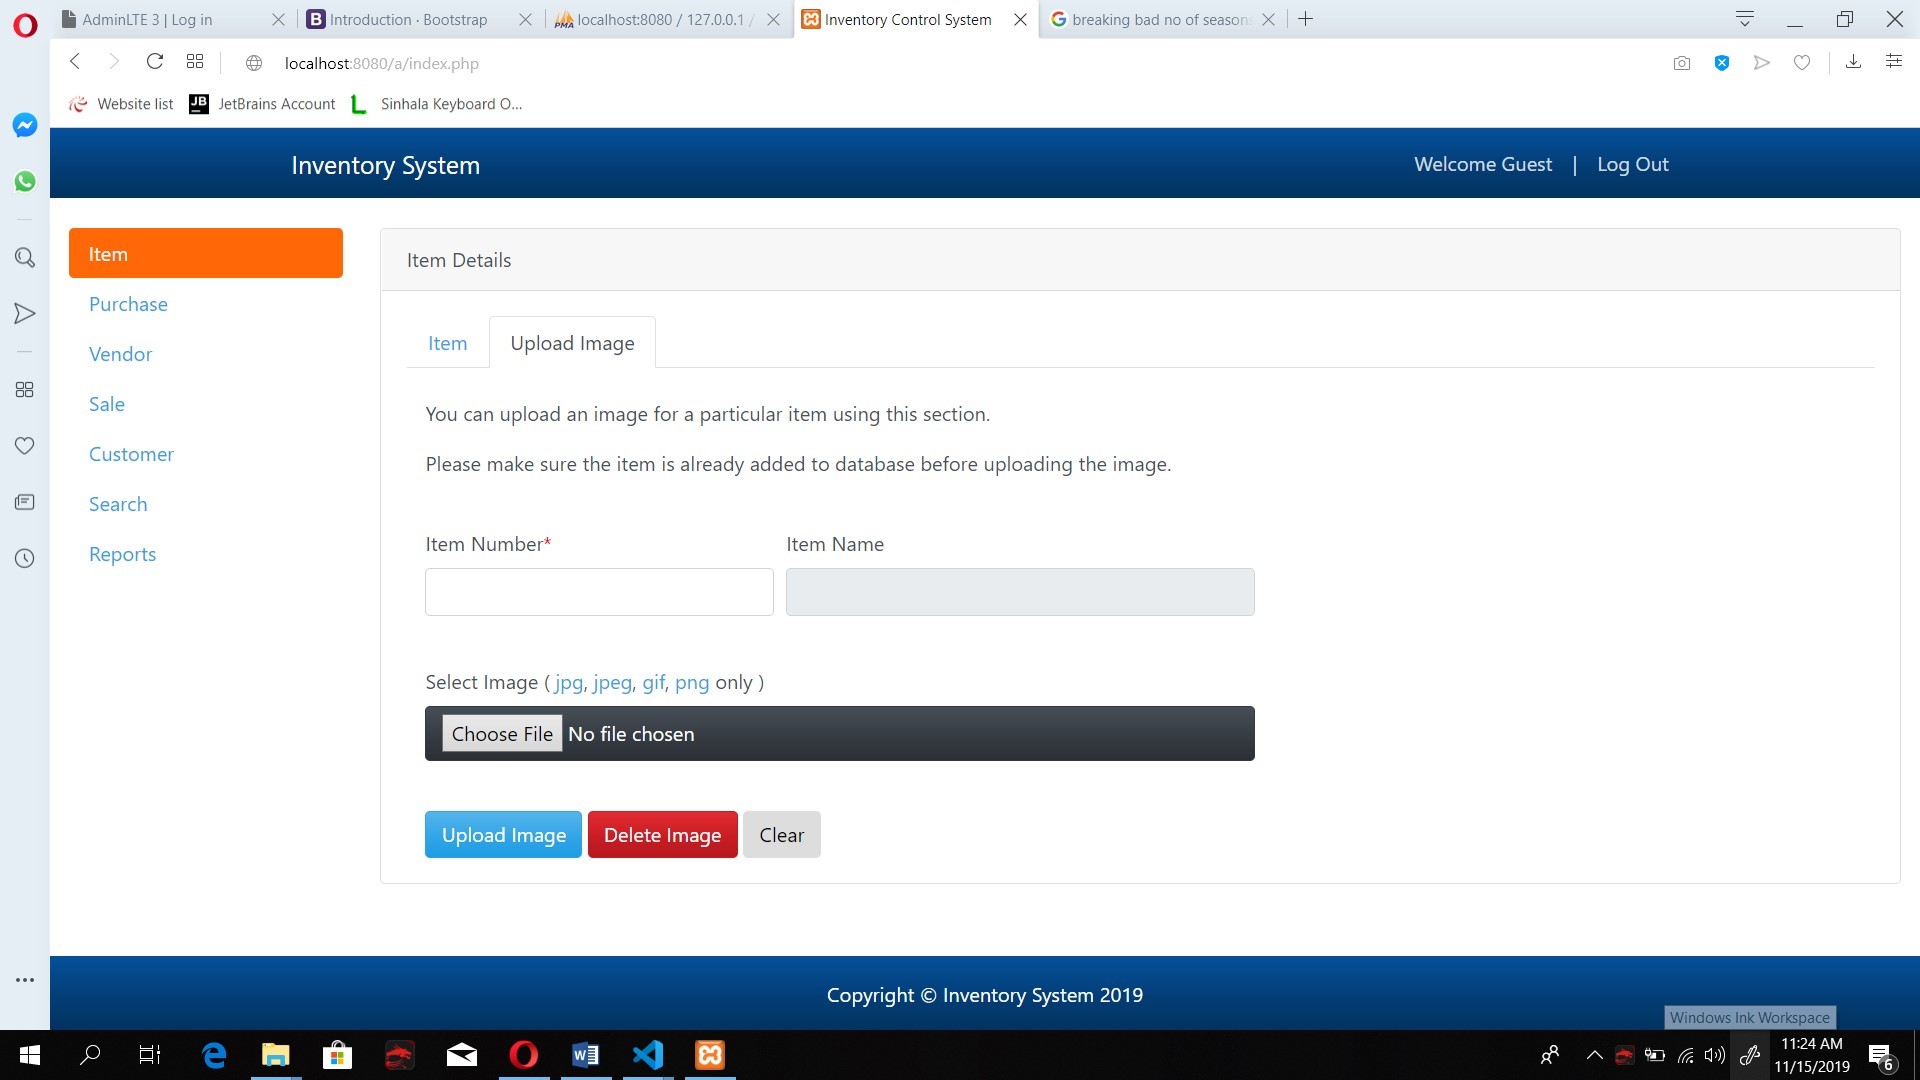 AdminLTE 3 | Log in
Introduction · Bootstrap
localhost:8080 / 127.0.0.1 /
Inventory Control System
breaking bad no of season
localhost:8080/a/index.php
Website list
JetBrains Account
Sinhala Keyboard O...
Inventory System
Welcome Guest | Log Out
Item
Purchase
Vendor
Sale
Customer
Search
Reports
Item Details
Item
Upload Image
You can upload an image for a particular item using this section.
Please make sure the item is already added to database before uploading the image.
Item Number*
Item Name
Select Image ( jpg, jpeg, gif, png only )
Choose File No file chosen
Upload Image
Delete Image
Clear
Copyright © Inventory System 2019
Windows Ink Workspace
11:24 AM
11/15/2019
6